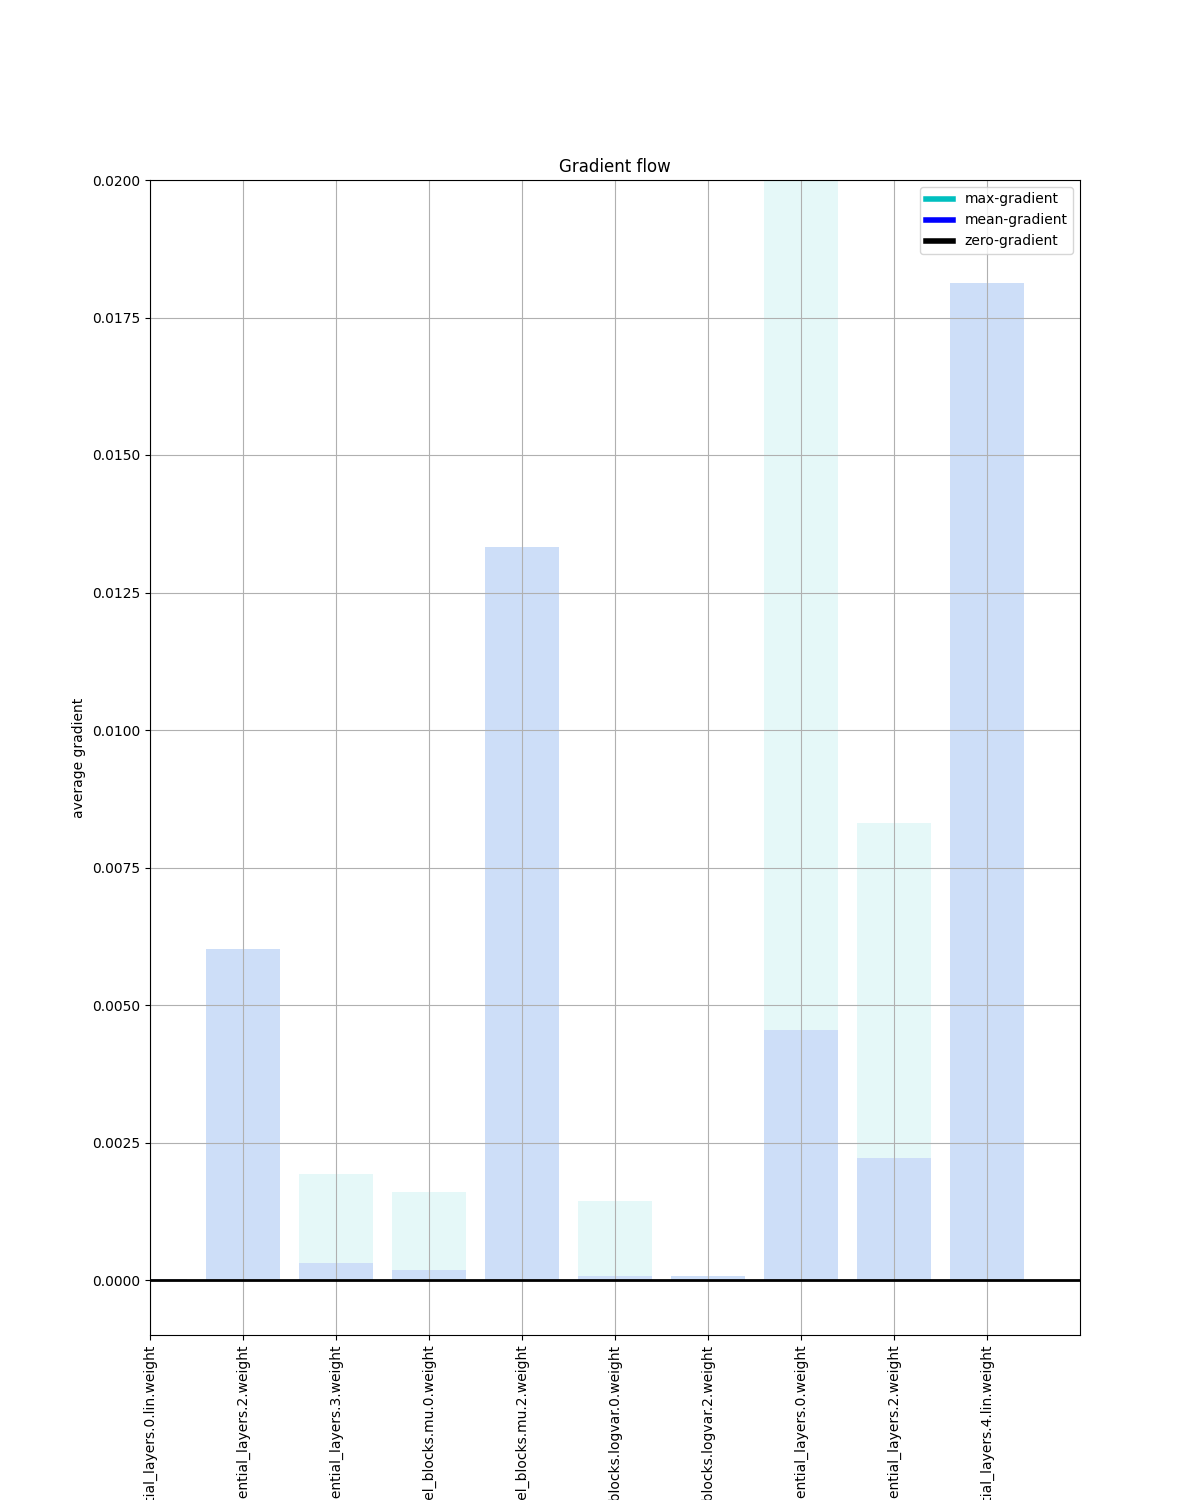 Gradient flow
max-gradient
mean-gradient
zero-gradient
0.0200
0.0175
0.0150
0.0125
0.0100
0.0075
0.0050
0.0025
0.0000
average gradient
tial_layers.0.lin.weight
ential_layers.2.weight
ential_layers.3.weight
el_blocks.mu.0.weight
el_blocks.mu.2.weight
blocks.logvar.0.weight
blocks.logvar.2.weight
ential_layers.0.weight
ential_layers.2.weight
tial_layers.4.lin.weight